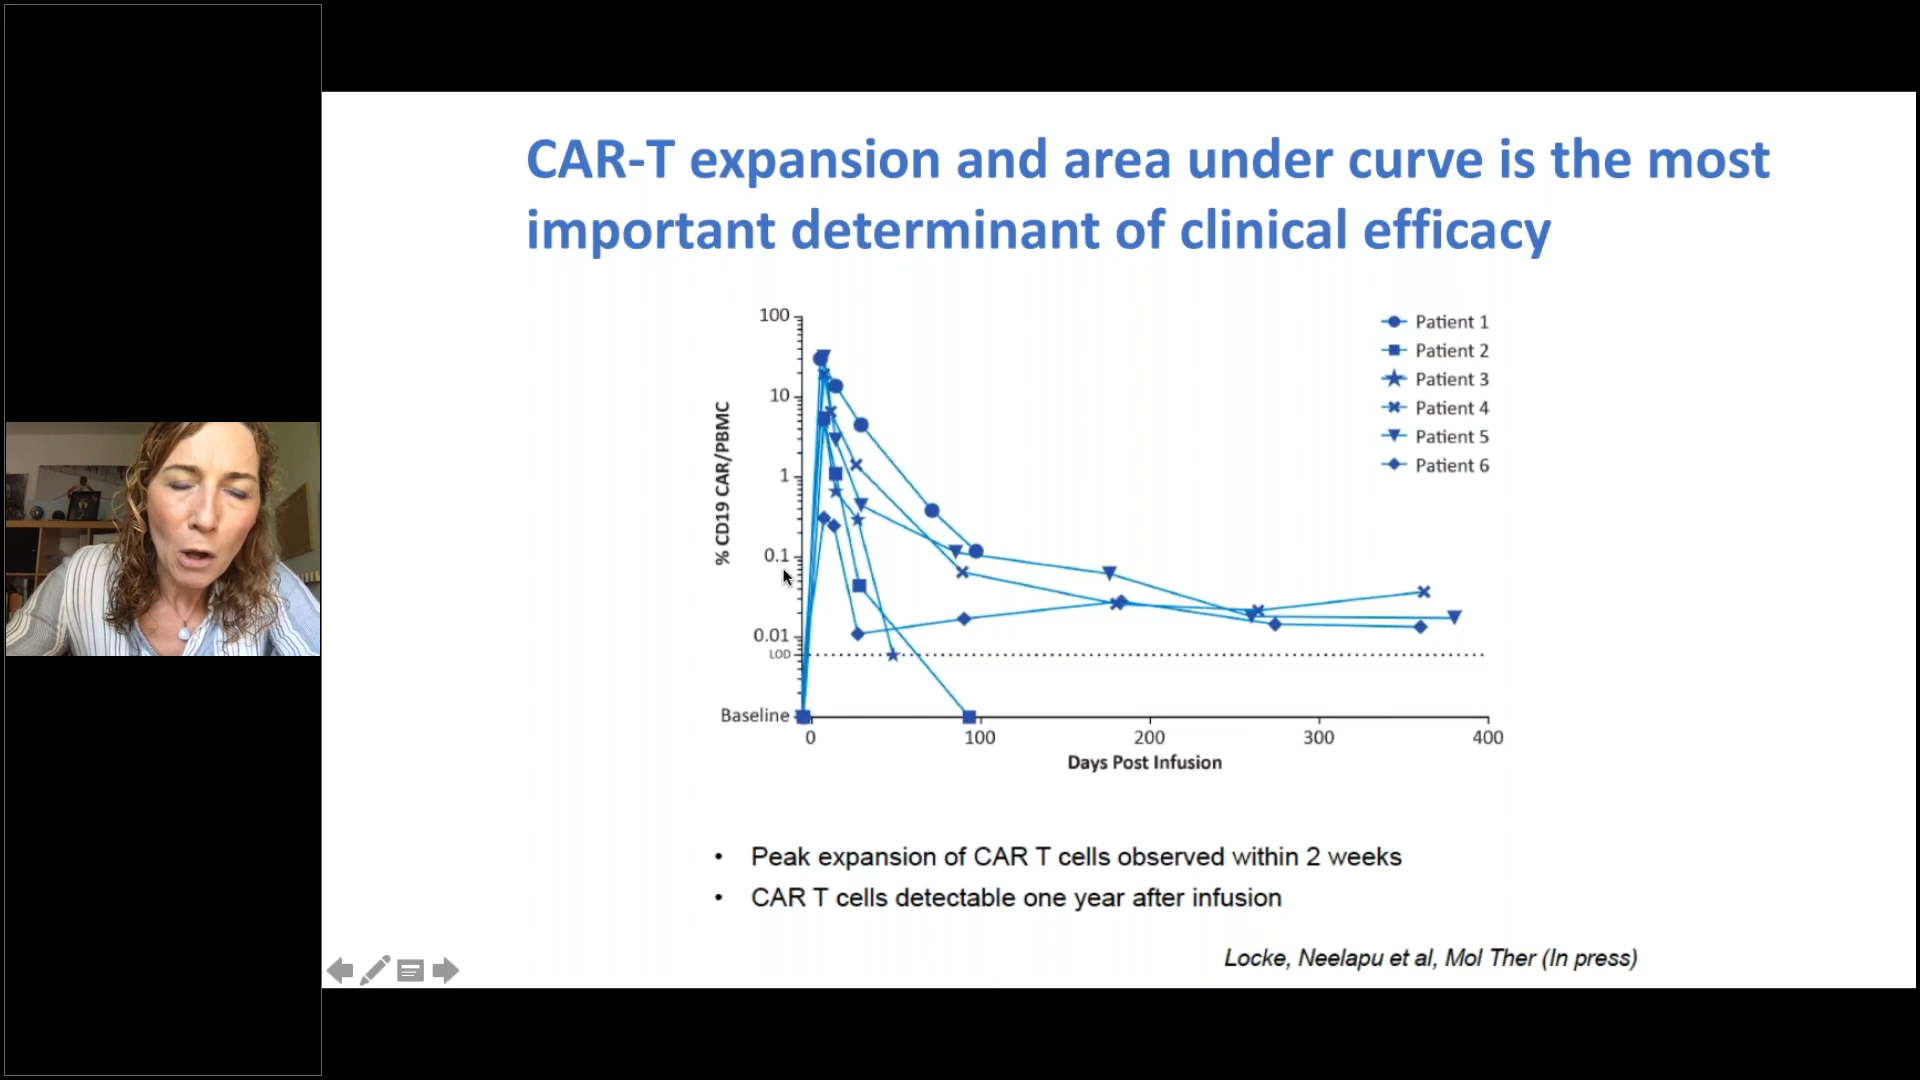 CAR-T expansion and area under curve is the most
important determinant of clinical efficacy
100
10
1
0.1
0.01
LOD
Baseline
% CD19 CAR/PBMC
0 100 200 300 400
Days Post Infusion
Patient 1
Patient 2
Patient 3
Patient 4
Patient 5
Patient 6
• Peak expansion of CAR T cells observed within 2 weeks
• CAR T cells detectable one year after infusion
Locke, Neelapu et al, Mol Ther (In press)